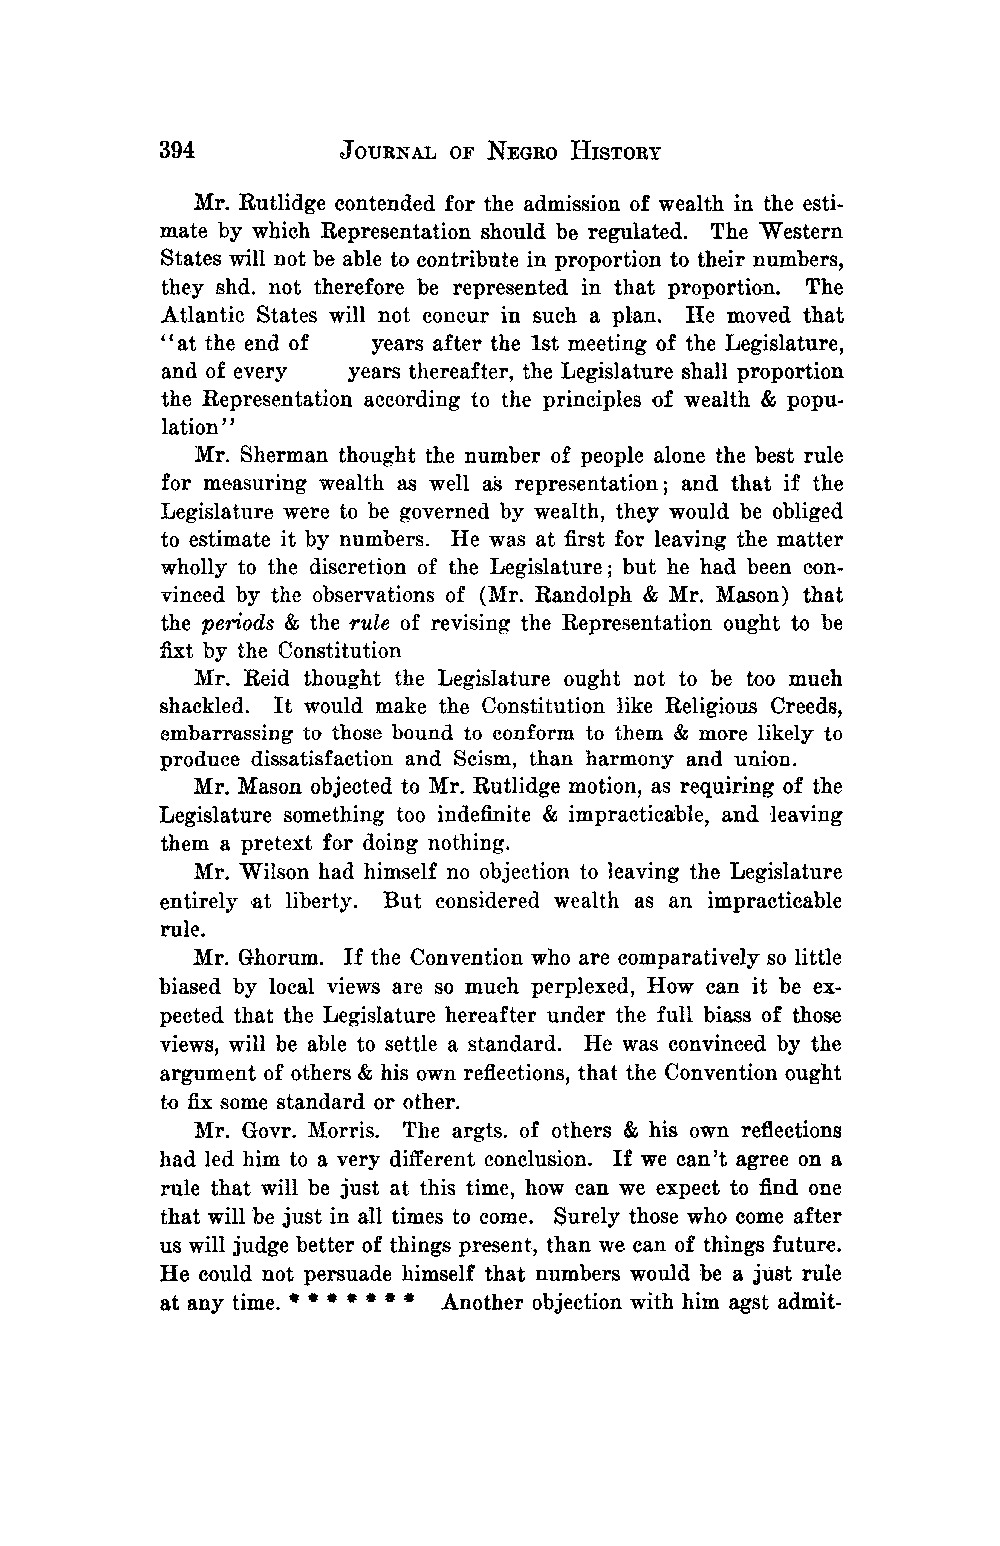 394 JOURNAL OF NEGRO HISTORY
Mr. Rutlidge contended for the admission of wealth in the esti-
mate by which Representation should be regulated. The Western
States will not be able to contribute in proportion to their numbers,
they shd. not therefore be represented in that proportion. The
Atlantic States will not concur in such a plan. He moved that
“at the end of years after the 1st meeting of the Legislature,
and of every years thereafter, the Legislature shall proportion
the Representation according to the principles of wealth & popu-
lation”
Mr. Sherman thought the number of people alone the best rule
for measuring wealth as well as representation; and that if the
Legislature were to be governed by wealth, they would be obliged
to estimate it by numbers. He was at first for leaving the matter
wholly to the discretion of the Legislature; but he had been con-
vinced by the observations of (Mr. Randolph & Mr. Mason) that
the periods & the rule of revising the Representation ought to be
fixt by the Constitution
Mr. Reid thought the Legislature ought not to be too much
shackled. It would make the Constitution like Religious Creeds,
embarrassing to those bound to conform to them & more likely to
produce dissatisfaction and Scism, than harmony and union.
Mr. Mason objected to Mr. Rutlidge motion, as requiring of the
Legislature something too indefinite & impracticable, and leaving
them a pretext for doing nothing.
Mr. Wilson had himself no objection to leaving the Legislature
entirely at liberty. But considered wealth as an impracticable
rule.
Mr. Ghorum. If the Convention who are comparatively so little
biased by local views are so much perplexed, How can it be ex-
pected that the Legislature hereafter under the full biass of those
views, will be able to settle a standard. He was convinced by the
argument of others & his own reflections, that the Convention ought
to fix some standard or other.
Mr. Govr. Morris. The argts. of others & his own reflections
had led him to a very different conclusion. If we can't agree on a
rule that will be just at this time, how can we expect to find one
that will be just in all times to come. Surely those who come after
us will judge better of things present, than we can of things future.
He could not persuade himself that numbers would be a just rule
at any time. * * * * * * * Another objection with him agst admit-